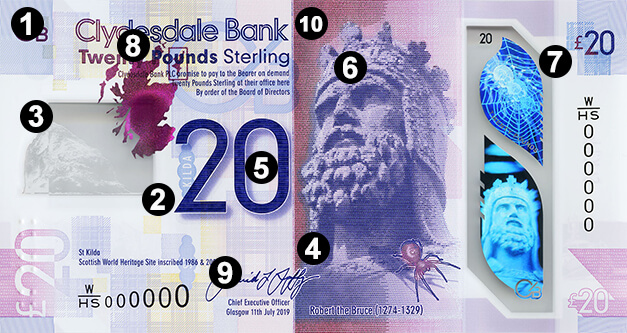 1 B Clydesdale Bank 10
8 Twenty Pounds Sterling
Clydesdale Bank PLC promise to pay to the Bearer on demand
Twenty Pounds Sterling at their office here
By order of the Board of Directors
20 £20
6 7
3
W
HS 000000
KILDA
20 5
2
St Kilda
Scottish World Heritage Site inscribed 1986 &
4
£20
9
W
HS 000000
Chief Executive Officer
Glasgow 11th July 2019
Robert the Bruce (1274-1329)
£20